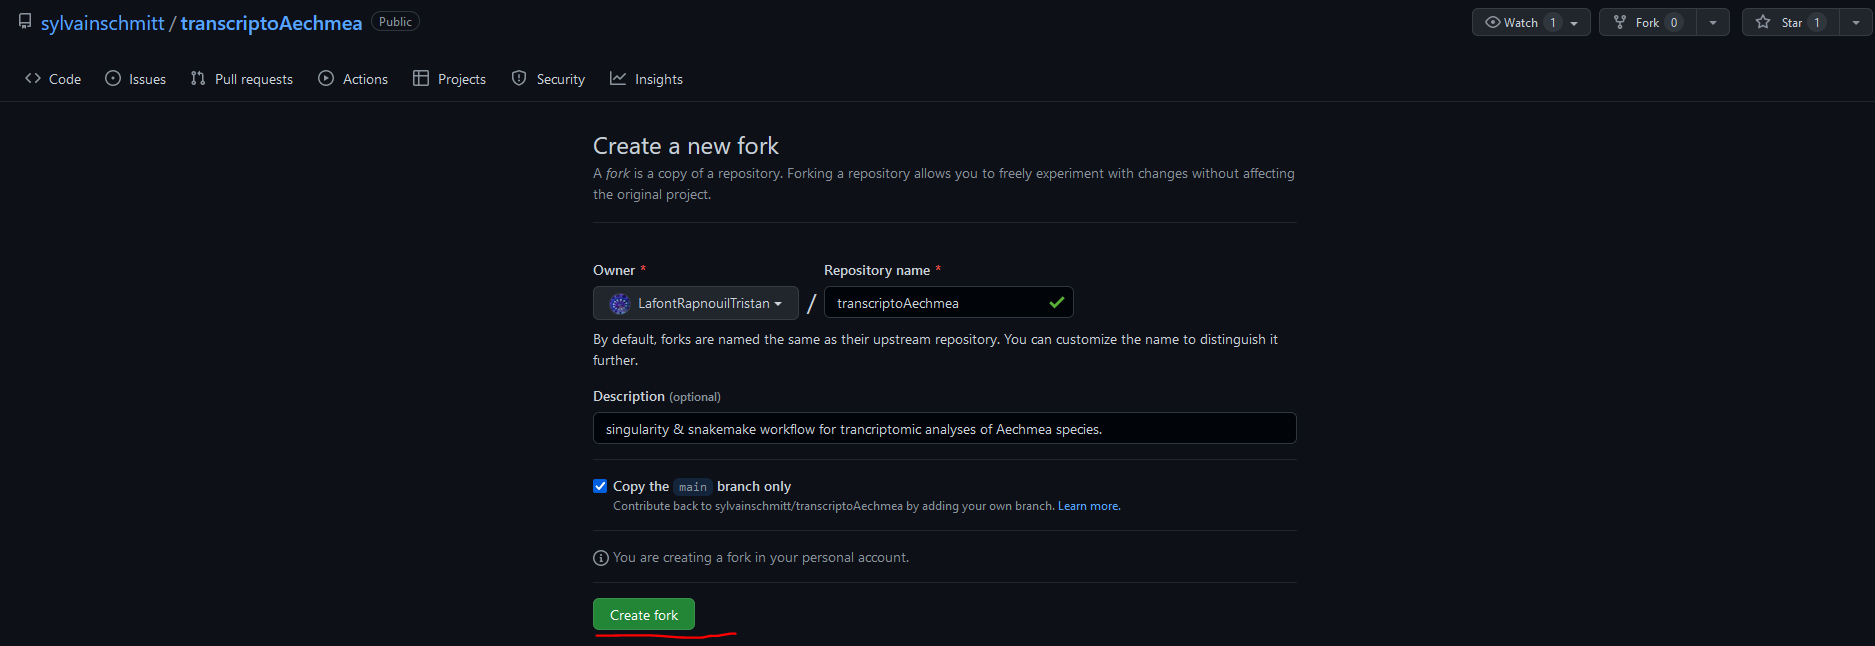 sylvainschmitt / transcriptoAechmea Public
Watch 1 Fork 0 Star 1
Code Issues Pull requests Actions Projects Security Insights
Create a new fork
A fork is a copy of a repository. Forking a repository allows you to freely experiment with changes without affecting
the original project.
Owner * Repository name *
LafontRapnouilTristan / transcriptoAechmea
By default, forks are named the same as their upstream repository. You can customize the name to distinguish it
further.
Description (optional)
singularity & snakemake workflow for trancriptomic analyses of Aechmea species.
Copy the main branch only
Contribute back to sylvainschmitt/transcriptoAechmea by adding your own branch. Learn more.
You are creating a fork in your personal account.
Create fork